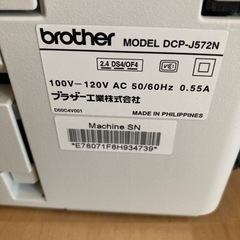 brother MODEL DCP-J572N
2.4 DS4/OF4
100V-120V AC 50/60Hz 0.55A
ブラザー工業株式会社
D00C4V001
MADE IN PHILIPPINES
Machine SN
*E78071F8H934739*